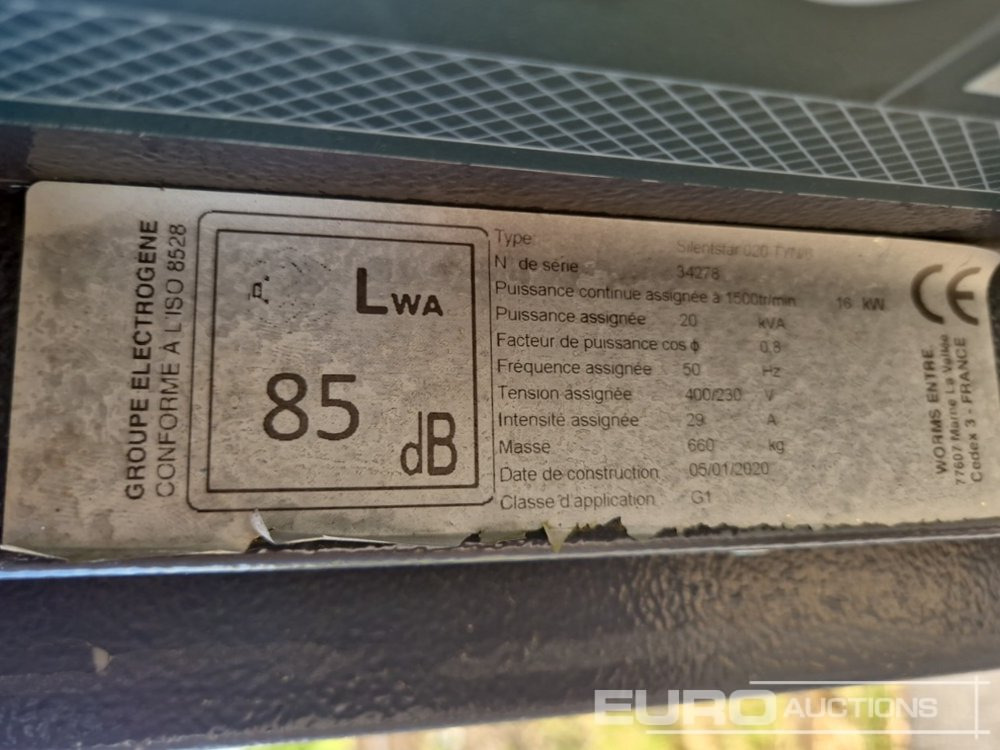 GROUPE ELECTROGENE
CONFORME A L'ISO 8528
LWA
85
dB
Type Silentstar 020
N° de série 34278
Puissance continue assignée à 1500tr/min 16 kW
Puissance assignée 20 kVA
Facteur de puissance cos ϕ 0,8
Fréquence assignée 50 Hz
Tension assignée 400/230 V
Intensité assignée 29 A
Masse 660 kg
Date de construction 05/01/2020
Classe d'application G1
CE
WORMS ENTRE.
77607 Marne La Vallée
Cedex 3 - FRANCE
EURO AUCTIONS